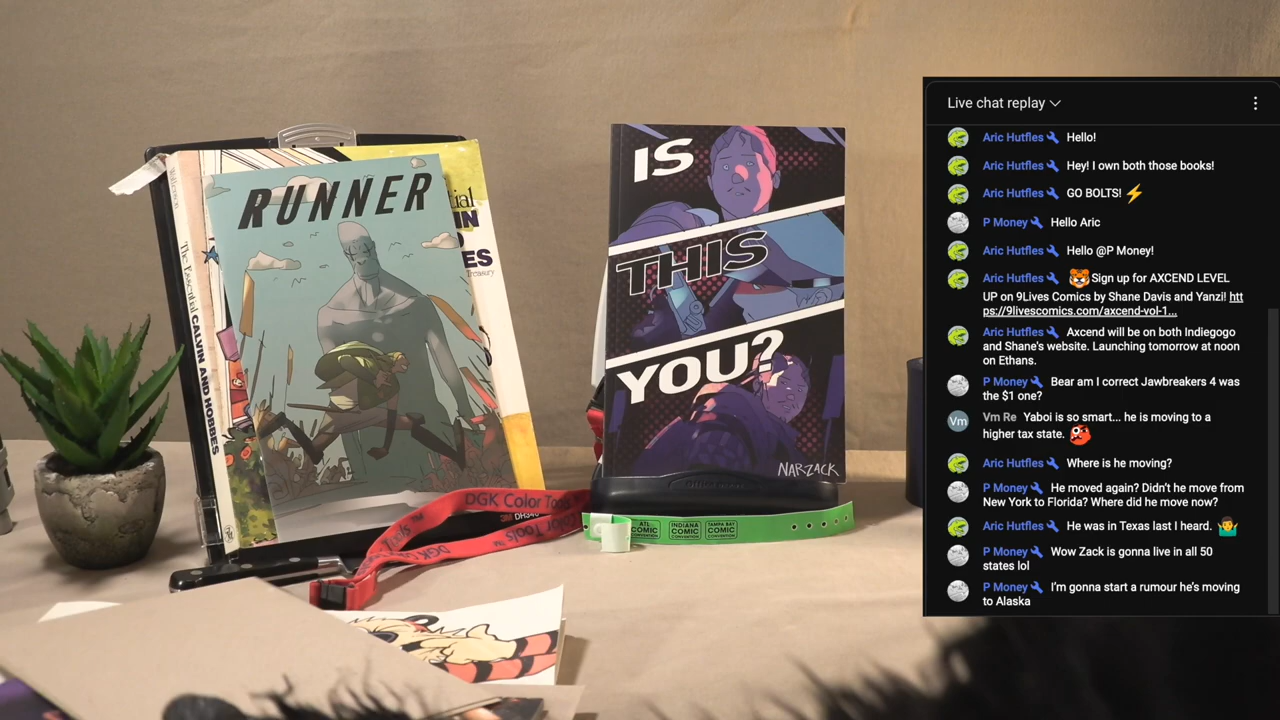 RUNNER
Watterson
The Essential CALVIN AND HOBBES
Treasury
IS
THIS
YOU?
NARZACK
DGK Color Tools™
3M DH340
ATL
COMIC
CONVENTION
INDIANA
COMIC
CONVENTION
TAMPA BAY
COMIC
CONVENTION
Live chat replay
Aric Hutfles Hello!
Aric Hutfles Hey! I own both those books!
Aric Hutfles GO BOLTS! ⚡
P Money Hello Aric
Aric Hutfles Hello @P Money!
Aric Hutfles 🐯Sign up for AXCEND LEVEL
UP on 9Lives Comics by Shane Davis and Yanzi! htt
ps://9livescomics.com/axcend-vol-1...
Aric Hutfles Axcend will be on both Indiegogo
and Shane's website. Launching tomorrow at noon
on Ethans.
P Money Bear am I correct Jawbreakers 4 was
the $1 one?
Vm
Vm Re Yaboi is so smart... he is moving to a
higher tax state.
Aric Hutfles Where is he moving?
P Money He moved again? Didn't he move from
New York to Florida? Where did he move now?
Aric Hutfles He was in Texas last I heard. 🤷‍♂️
P Money Wow Zack is gonna live in all 50
states lol
P Money I'm gonna start a rumour he's moving
to Alaska